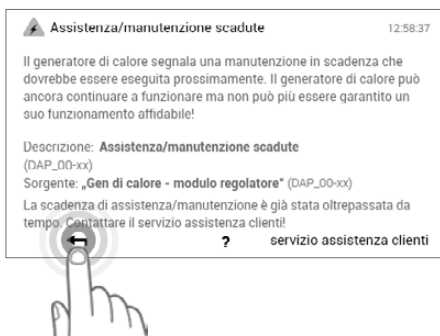 Assistenza/manutenzione scadute 12:58:37
Il generatore di calore segnala una manutenzione in scadenza che
dovrebbe essere eseguita prossimamente. Il generatore di calore può
ancora continuare a funzionare ma non può più essere garantito un
suo funzionamento affidabile!
Descrizione: Assistenza/manutenzione scadute
(DAP_00-xx)
Sorgente: „Gen di calore - modulo regolatore" (DAP_00-xx)
La scadenza di assistenza/manutenzione è già stata oltrepassata da
tempo. Contattare il servizio assistenza clienti!
? servizio assistenza clienti